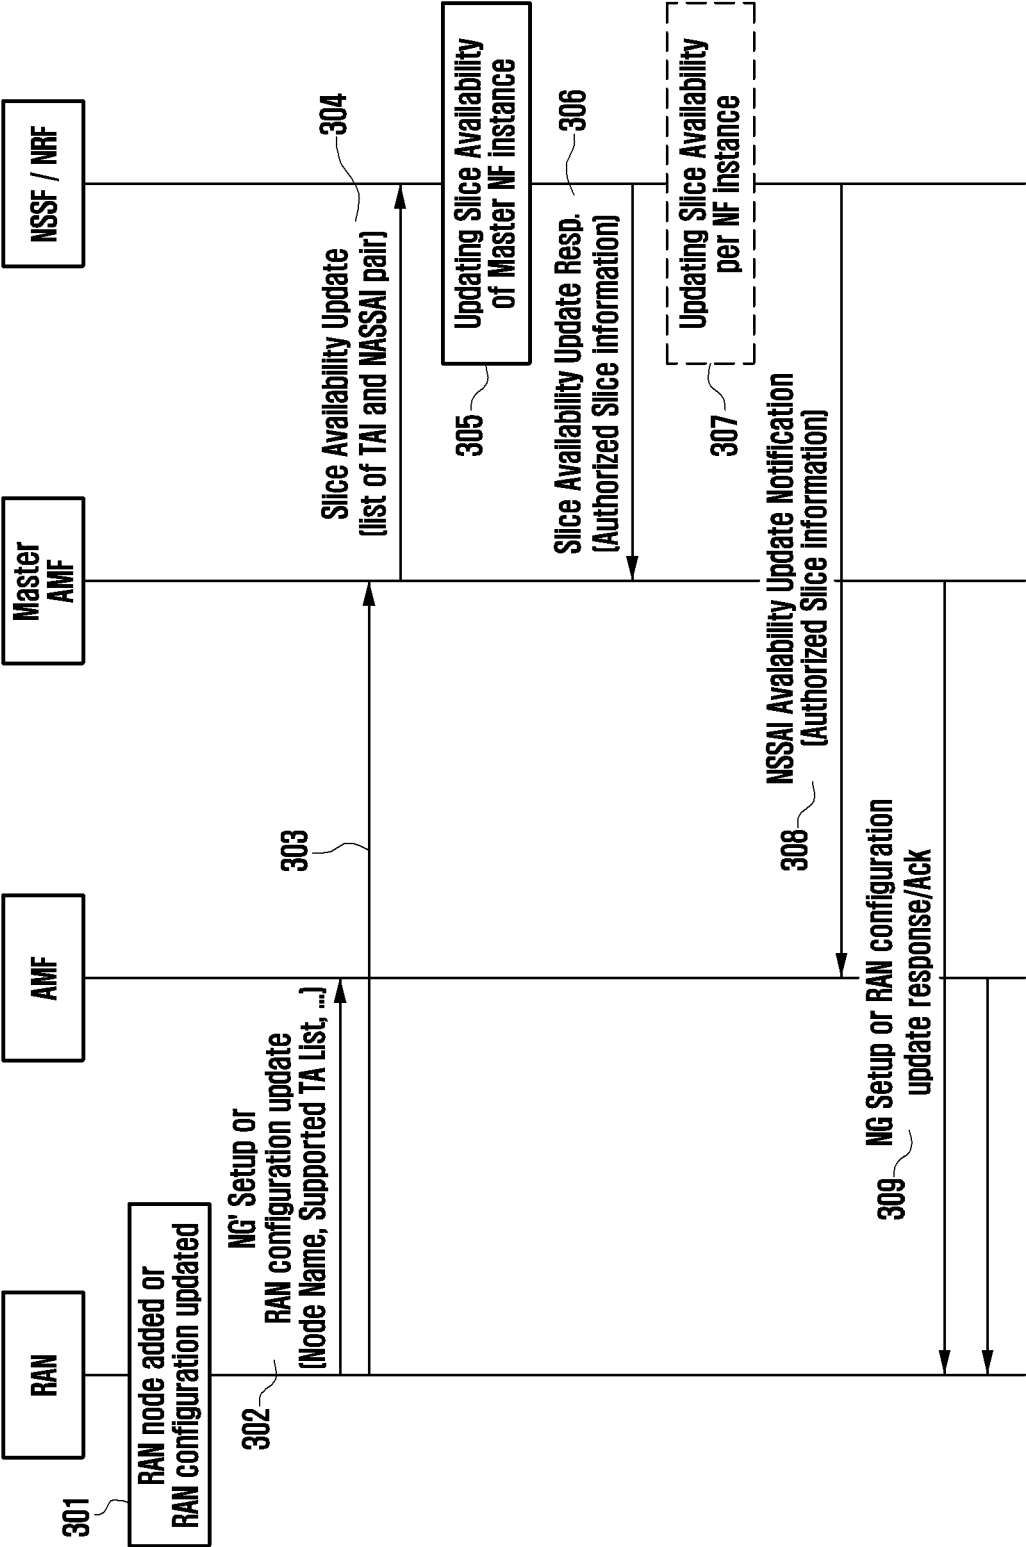 RAN
AMF
Master
AMF
NSSF / NRF
301
RAN node added or
RAN configuration updated
302
NG' Setup or
RAN configuration update
(Node Name, Supported TA List, ...)
303
304
Slice Availability Update
(list of TAI and NASSAI pair)
305
Updating Slice Availability
of Master NF instance
306
Slice Availability Update Resp.
(Authorized Slice information)
307
Updating Slice Availability
per NF instance
308
NSSAI Avalability Update Notification
(Authorized Slice information)
309
NG Setup or RAN configuration
update response/Ack